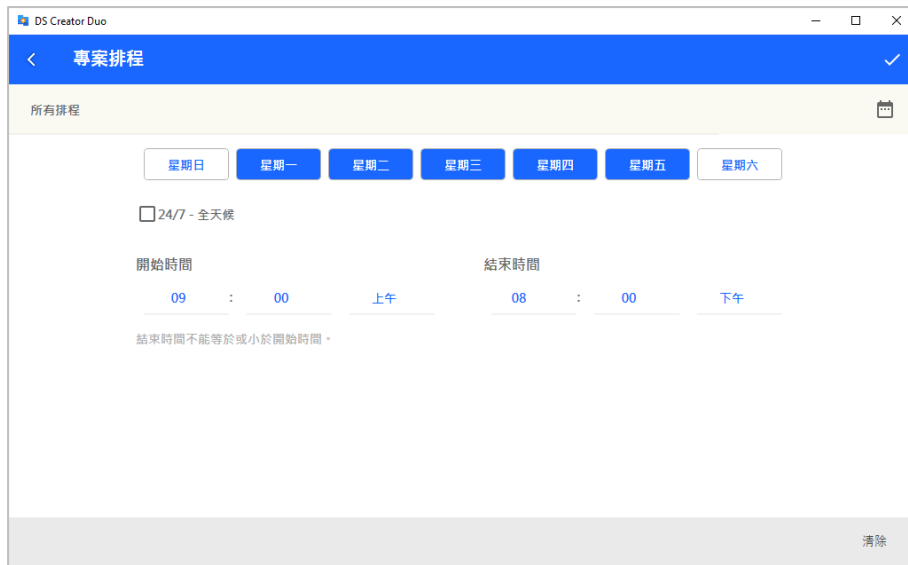 DS Creator Duo
專案排程
所有排程
星期日 星期一 星期二 星期三 星期四 星期五 星期六
24/7 - 全天候
開始時間 結束時間
09 : 00 上午 08 : 00 下午
結束時間不能等於或小於開始時間。
清除